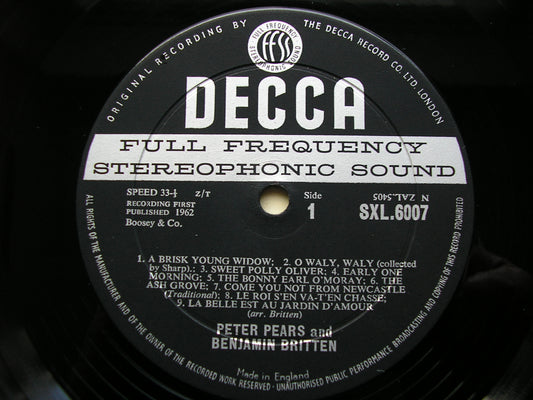 ORIGINAL RECORDING BY THE DECCA RECORD CO. LTD. LONDON
FULL FREQUENCY
ffss
STEREOPHONIC SOUND
DECCA
FULL FREQUENCY
STEREOPHONIC SOUND
SPEED 33⅓ Z/T
Side
N ZAL.5405
RECORDING FIRST
PUBLISHED 1962
1
SXL.6007
Boosey & Co.
1. A BRISK YOUNG WIDOW; 2. O WALY, WALY (collected
by Sharp).; 3. SWEET POLLY OLIVER; 4. EARLY ONE
MORNING; 5. THE BONNY EARL O'MORAY; 6. THE
ASH GROVE; 7. COME YOU NOT FROM NEWCASTLE
(Traditional); 8. LE ROI S'EN VA-T'EN CHASSE;
9. LA BELLE EST AU JARDIN D'AMOUR
(arr. Britten)
PETER PEARS and
BENJAMIN BRITTEN
Made in England
ALL RIGHTS OF THE MANUFACTURER AND OF THE OWNER OF THE RECORDED WORK RESERVED · UNAUTHORISED PUBLIC PERFORMANCE BROADCASTING AND COPYING OF THIS RECORD PROHIBITED